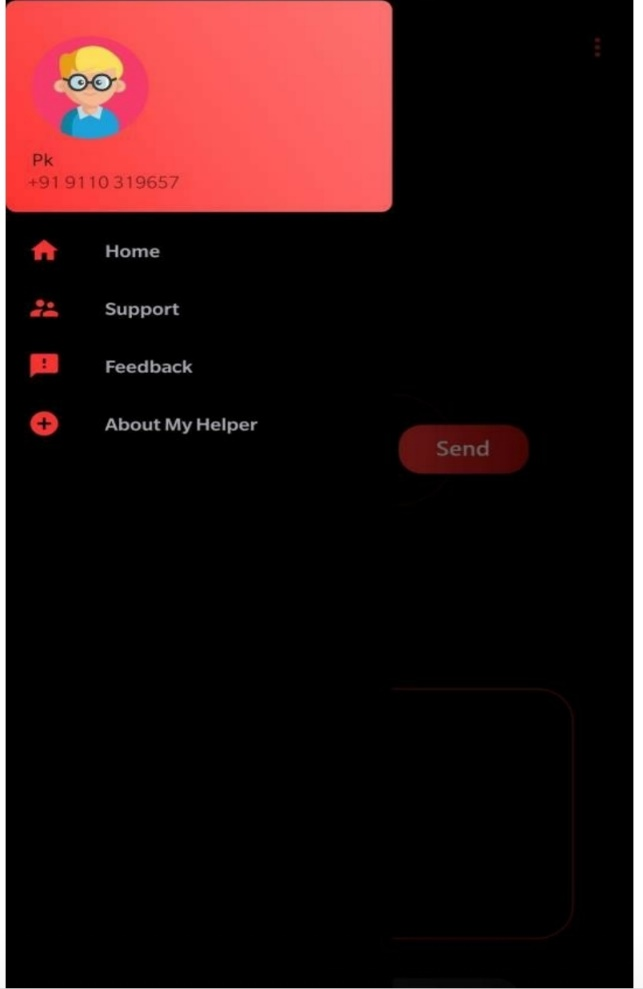 Pk
+91 9110 319657
Home
Support
Feedback
About My Helper
Send